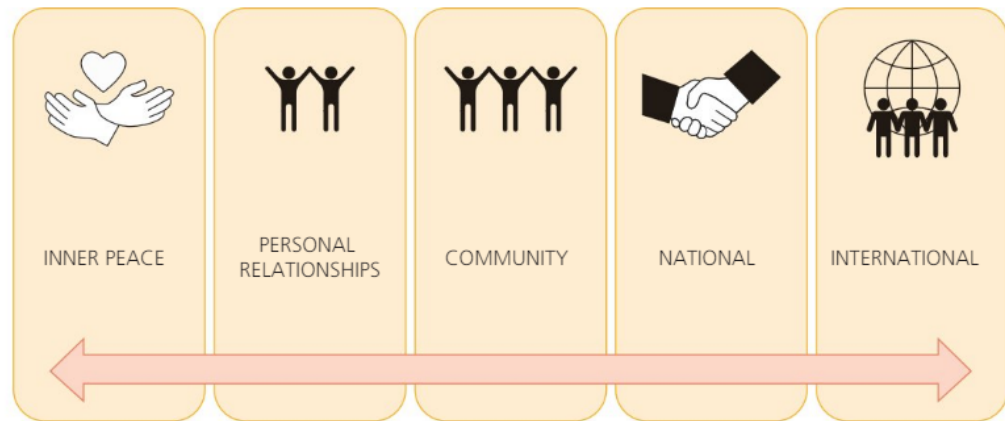 INNER PEACE
PERSONAL
RELATIONSHIPS
COMMUNITY
NATIONAL
INTERNATIONAL